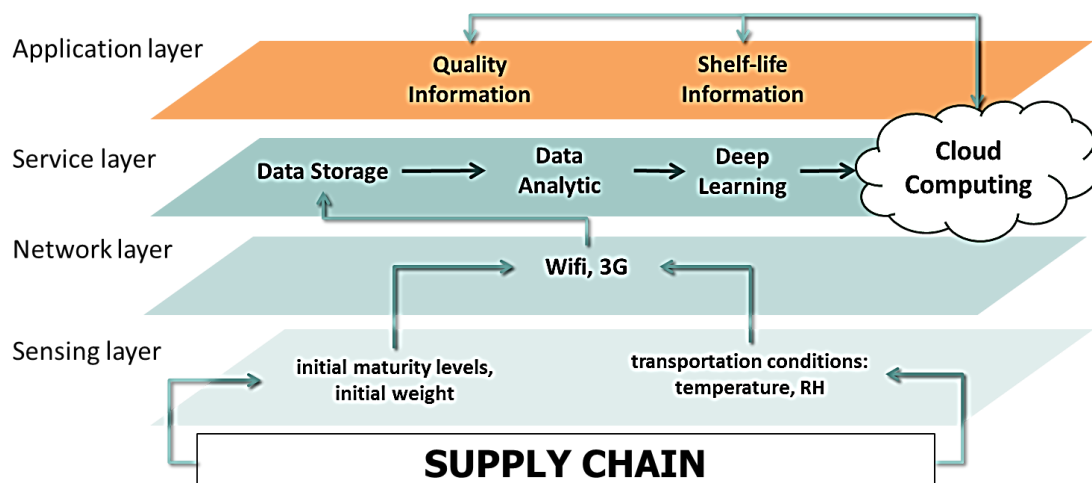 Application layer
Quality
Information
Shelf-life
Information
Service layer
Data Storage
Data
Analytic
Deep
Learning
Cloud
Computing
Network layer
Wifi, 3G
Sensing layer
initial maturity levels,
initial weight
transportation conditions:
temperature, RH
SUPPLY CHAIN